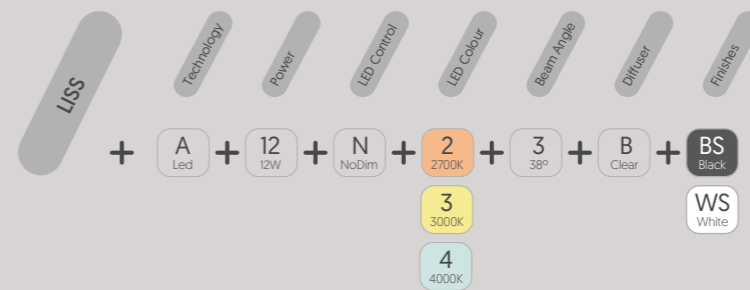 LISS
Technology
Power
LED Control
LED Colour
Beam Angle
Diffuser
Finishes
+ A + 12 + N + 2 + 3 + B + BS
Led 12W NoDim 2700K 38º Clear Black
3 WS
3000K White
4
4000K